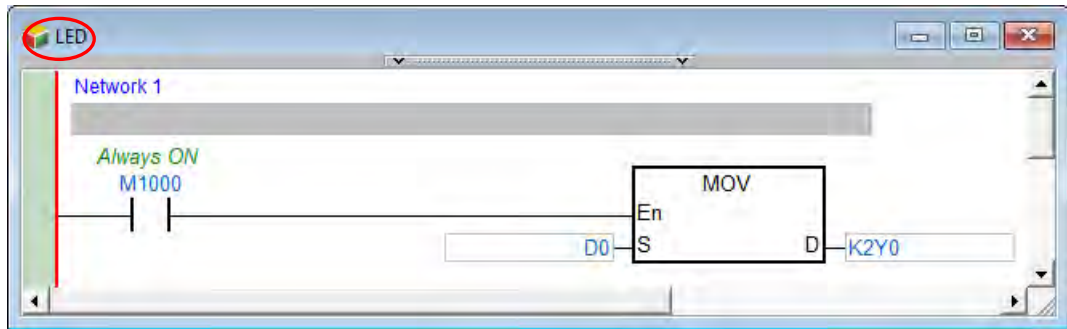 LED
Network 1
Always ON
M1000
MOV
En
D0 S D K2Y0